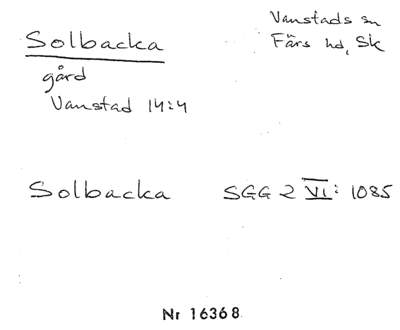 Solbacka
gård
Vanstad 14:4
Vanstads sn
Färs hd, Sk
Solbacka SGG 2 VI: 1085
Nr 16368